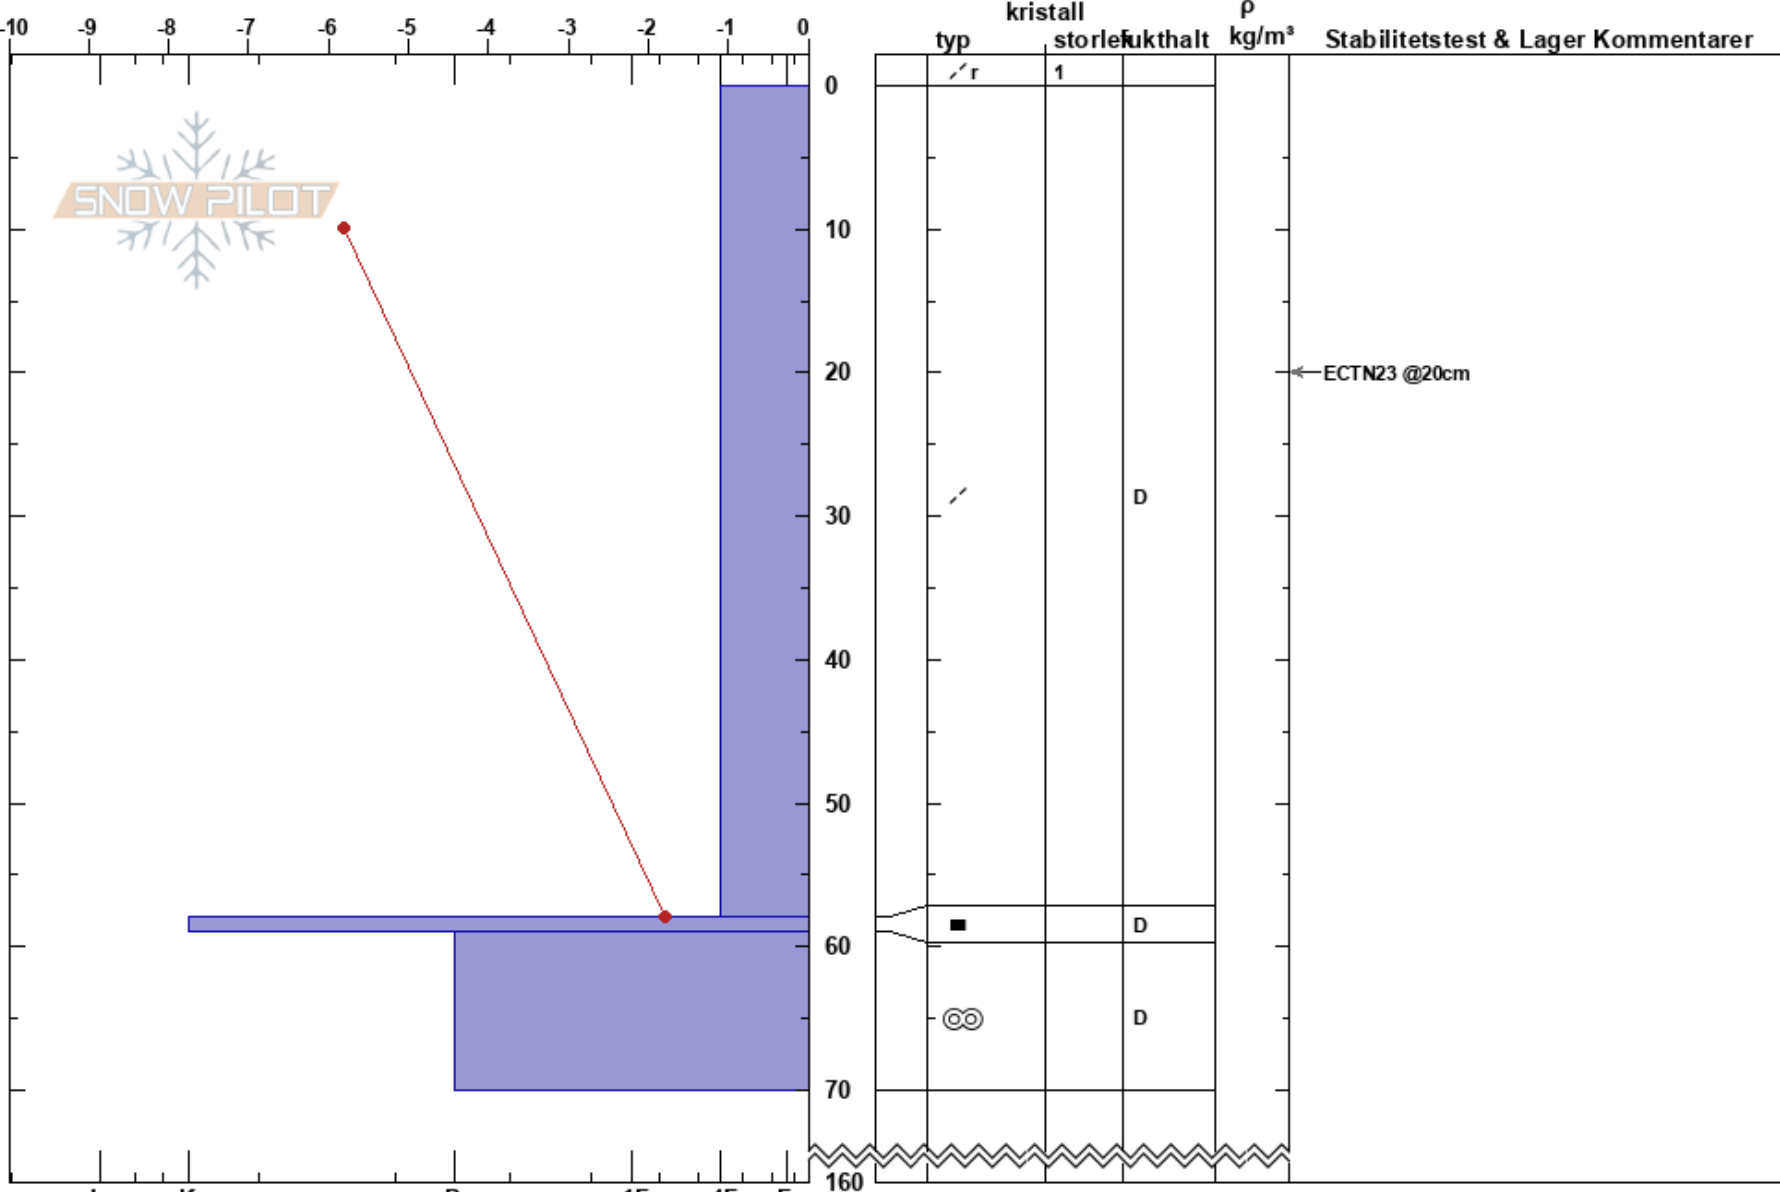 kristall
ρ
-10 -9 -8 -7 -6 -5 -4 -3 -2 -1 0
typ storlek fukthalt kg/m³ Stabilitetstest & Lager Kommentarer
r 1
0
SNOW PILOT
10
20 ECTN23 @20cm
D
30
40
50
D
60
D
70
160